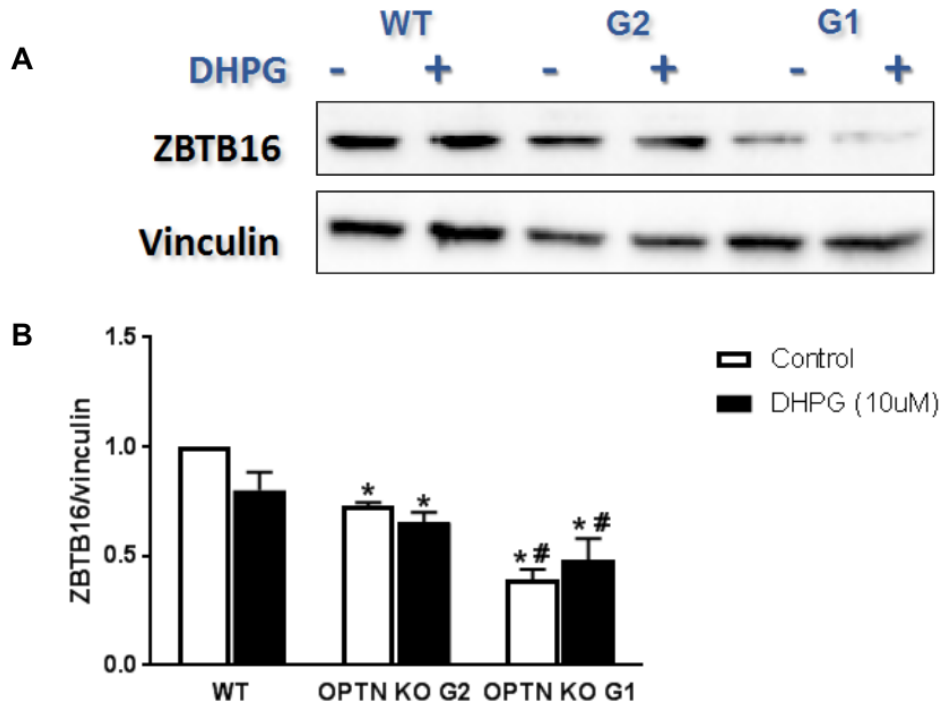 A
WT G2 G1
DHPG - + - + - +
ZBTB16
Vinculin
B
ZBTB16/vinculin
1.5
1.0
0.5
0.0
* * *# *#
WT OPTN KO G2 OPTN KO G1
Control
DHPG (10uM)